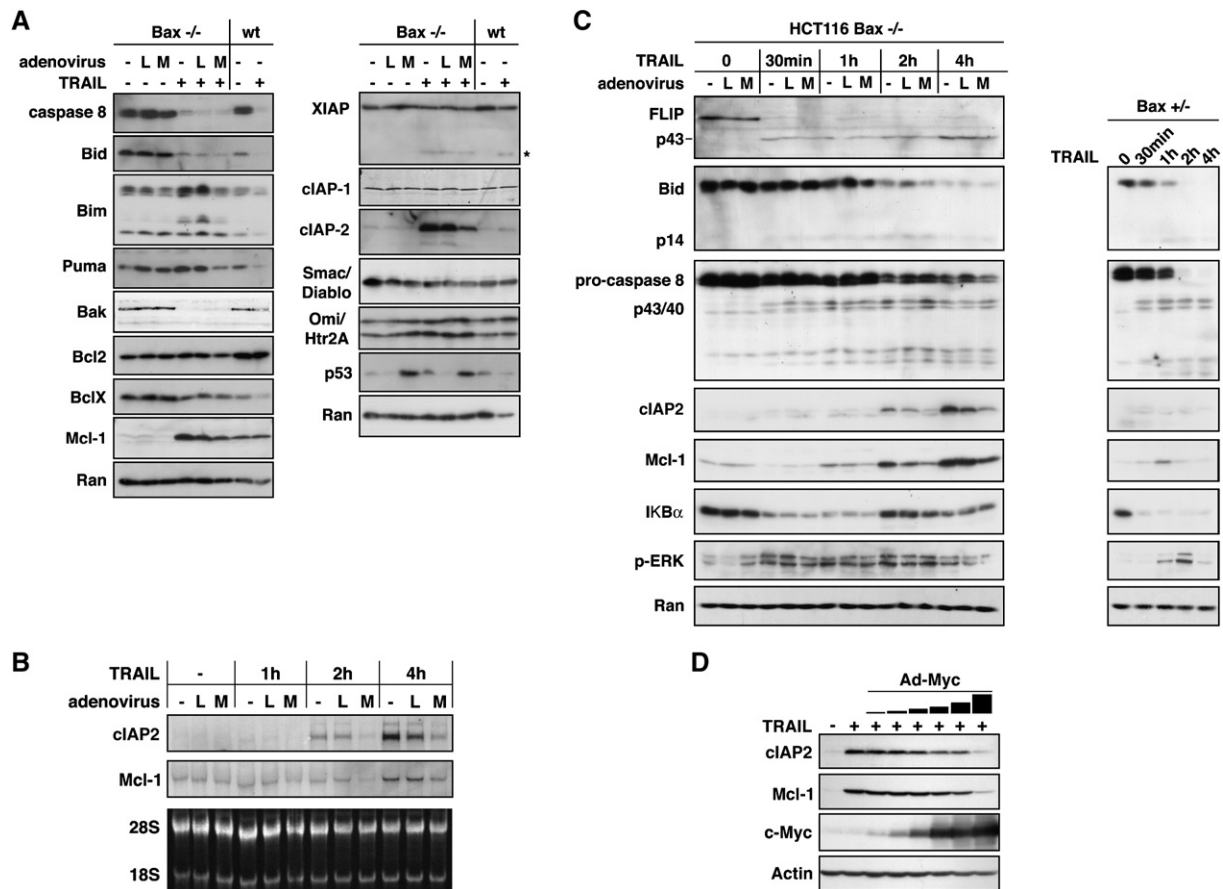 A
Bax -/- wt
adenovirus - L M - L M - -
TRAIL - - - + + + - +
caspase 8
Bid
Bim
Puma
Bak
Bcl2
BclX
Mcl-1
Ran
Bax -/- wt
- L M - L M - -
- - - + + + - +
XIAP
*
cIAP-1
cIAP-2
Smac/
Diablo
Omi/
Htr2A
p53
Ran
B
TRAIL - 1h 2h 4h
adenovirus - L M - L M - L M - L M
cIAP2
Mcl-1
28S
18S
C
HCT116 Bax -/-
TRAIL 0 30min 1h 2h 4h
adenovirus - L M - L M - L M - L M - L M
FLIP
p43-
Bid
p14
pro-caspase 8
p43/40
cIAP2
Mcl-1
IKBα
p-ERK
Ran
Bax +/-
TRAIL 0 30min 1h 2h 4h
D
Ad-Myc
TRAIL - + + + + + + +
cIAP2
Mcl-1
c-Myc
Actin